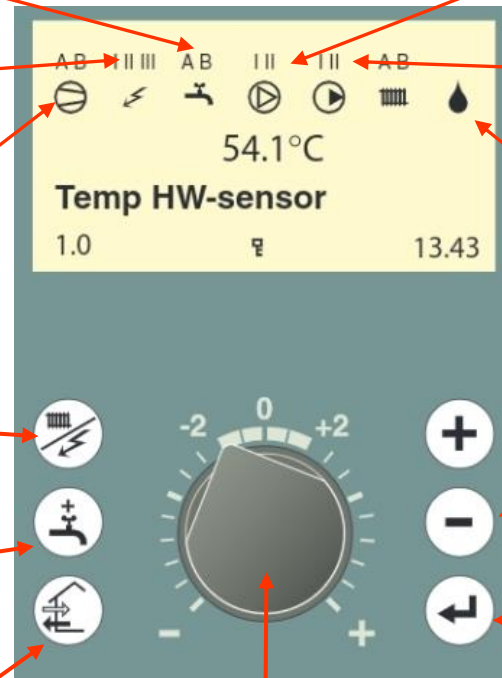 A B I II III A B I II I II A B
54.1°C
Temp HW-sensor
1.0 13.43
-2 0 +2
+
-
+
- +